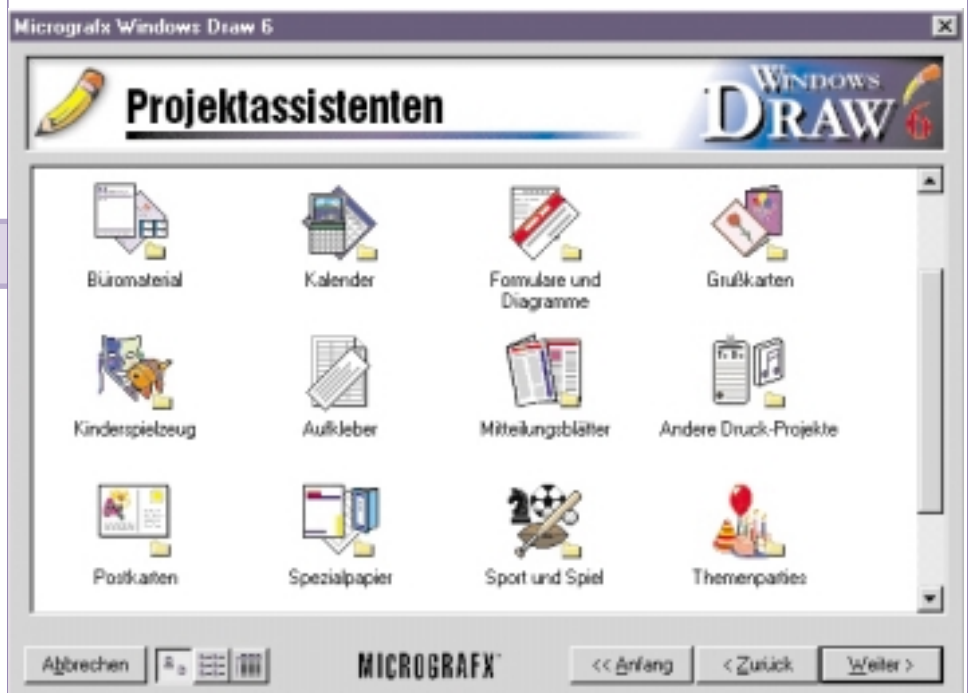 Micrografx Windows Draw 6
Projektassistenten
WINDOWS
DRAW 6
Büromaterial
Kalender
Formulare und
Diagramme
Grußkarten
Kinderspielzeug
Aufkleber
Mitteilungsblätter
Andere Druck-Projekte
Postkarten
Spezialpapier
Sport und Spiel
Themenparties
Abbrechen
MICROGRAFX
<< Anfang
< Zurück
Weiter >